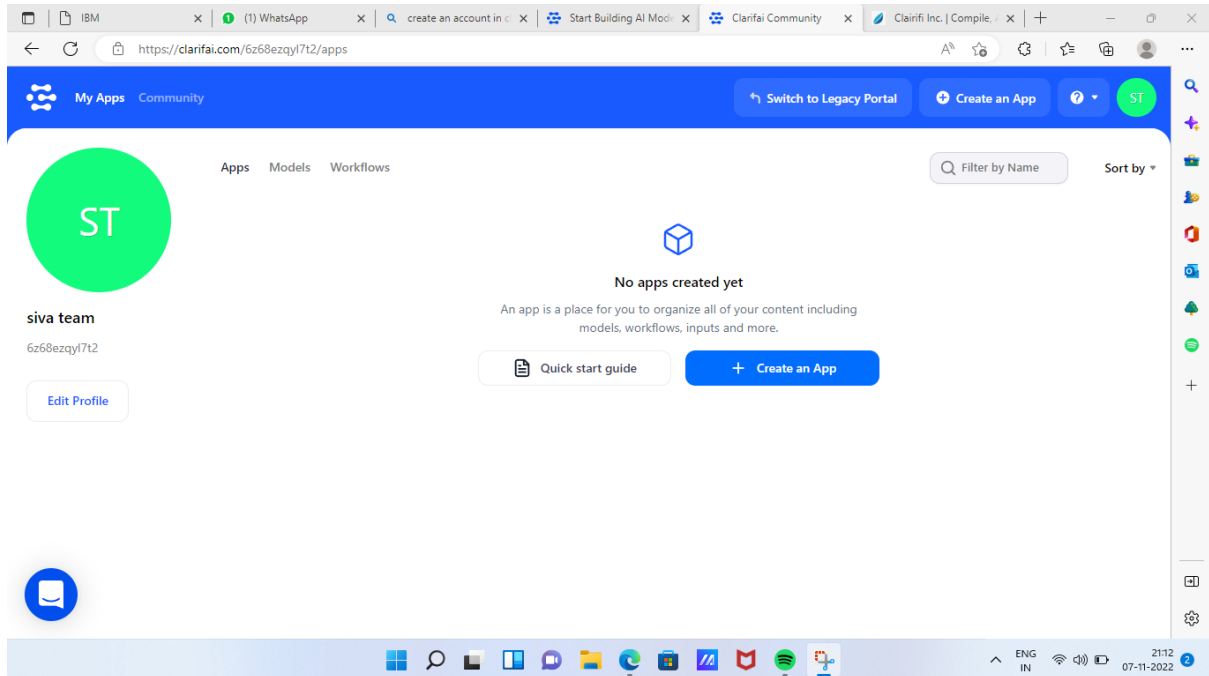 IBM
(1) WhatsApp
create an account in c
Start Building AI Mode
Clarifai Community
Clairifi Inc. | Compile,
https://clarifai.com/6z68ezqyl7t2/apps
My Apps Community
Switch to Legacy Portal
Create an App
ST
Apps Models Workflows
Filter by Name
Sort by
ST
No apps created yet
An app is a place for you to organize all of your content including
models, workflows, inputs and more.
siva team
6z68ezqyl7t2
Quick start guide
Create an App
Edit Profile
ENG
IN
21:12
07-11-2022
2